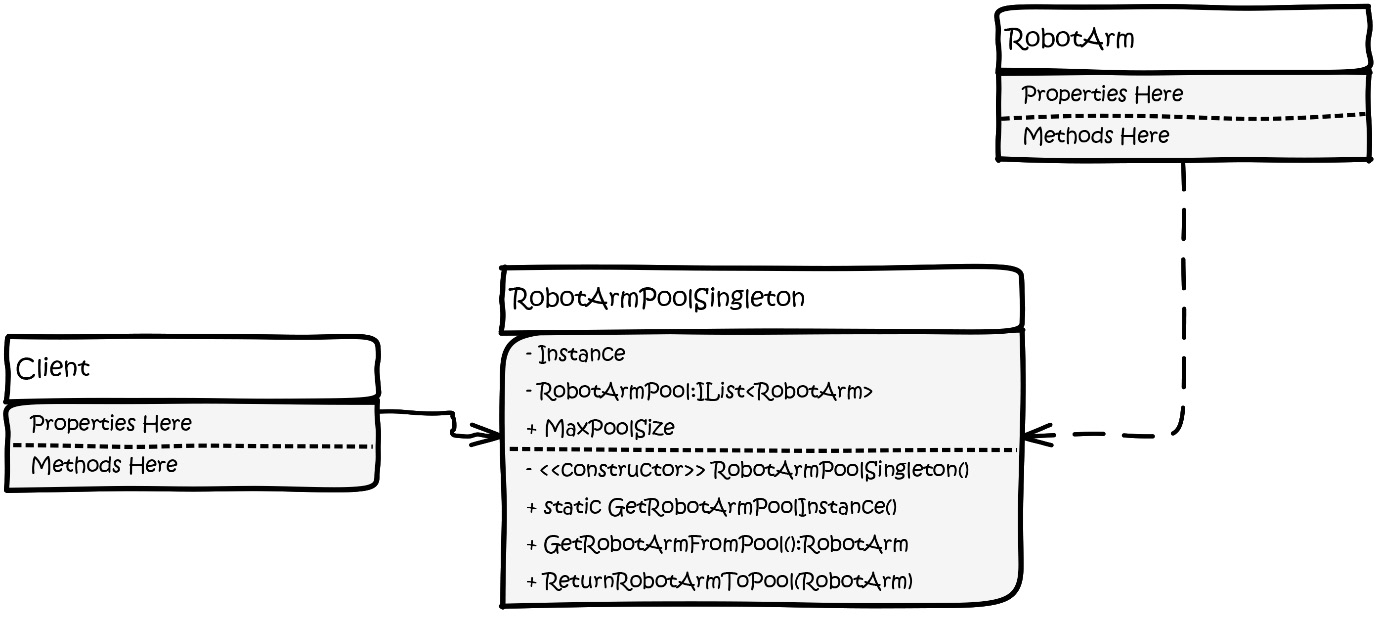 RobotArm
Properties Here
Methods Here
RobotArmPoolSingleton
- Instance
- RobotArmPool:IList<RobotArm>
+ MaxPoolSize
- <<constructor>> RobotArmPoolSingleton()
+ static GetRobotArmPoolInstance()
+ GetRobotArmFromPool():RobotArm
+ ReturnRobotArmToPool(RobotArm)
Client
Properties Here
Methods Here